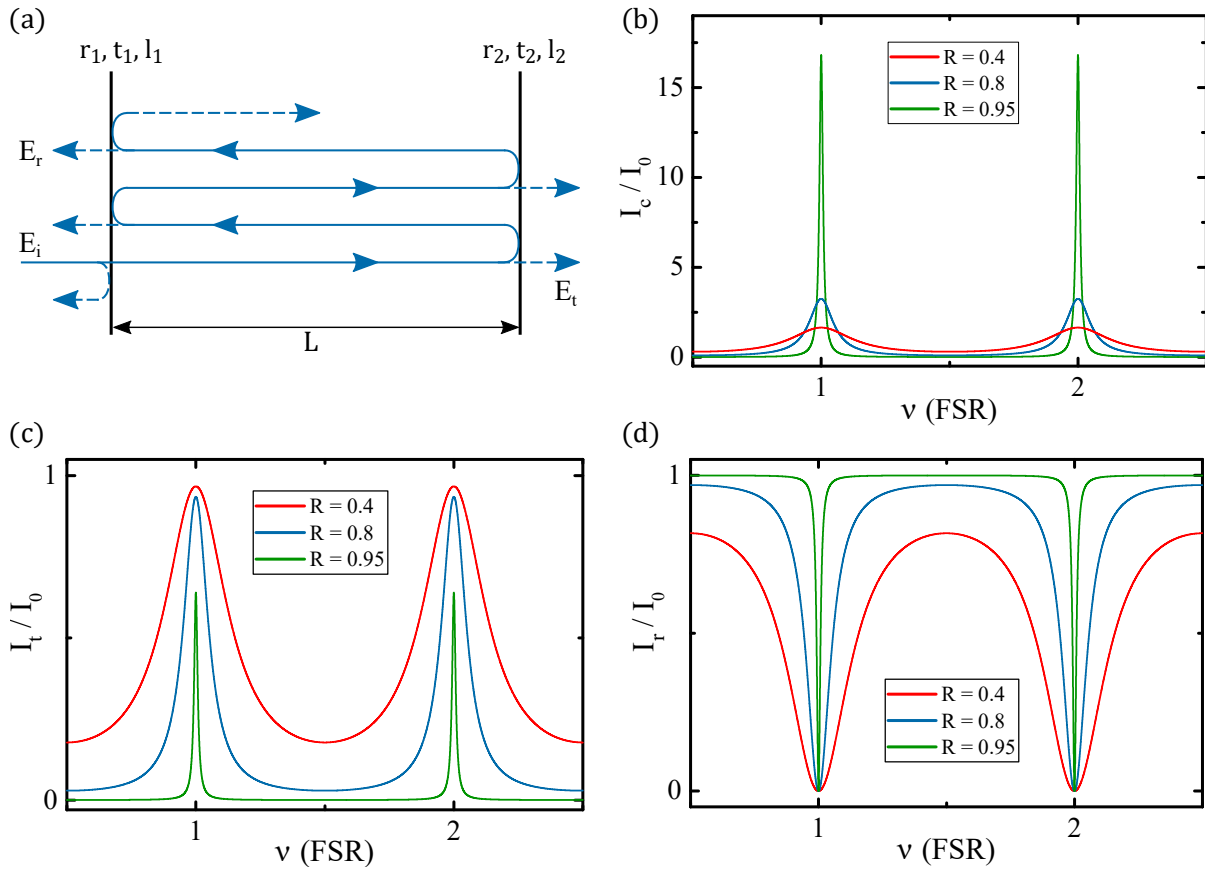 (a)
r1, t1, l1
r2, t2, l2
Er
Ei
Et
L
(b)
Ic / I0
15
10
5
0
R = 0.4
R = 0.8
R = 0.95
1
2
ν (FSR)
(c)
It / I0
1
0
R = 0.4
R = 0.8
R = 0.95
1
2
ν (FSR)
(d)
Ir / I0
1
0
R = 0.4
R = 0.8
R = 0.95
1
2
ν (FSR)